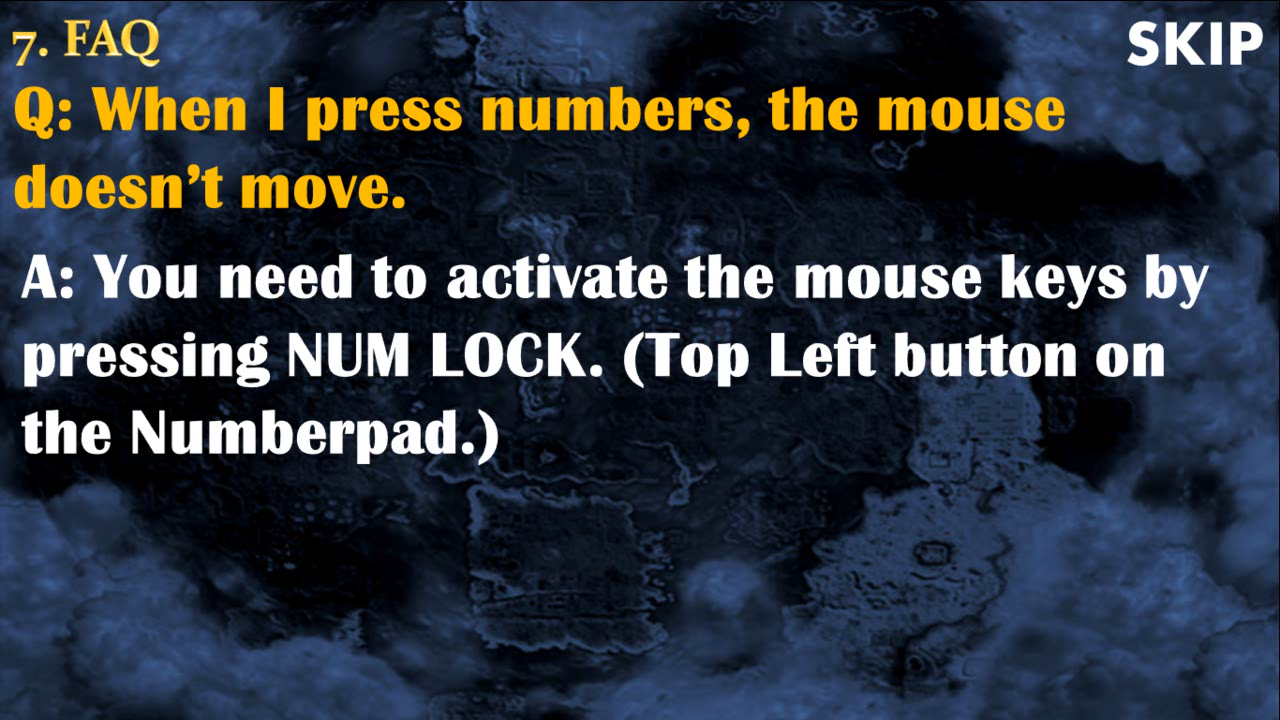 7. FAQ
SKIP
Q: When I press numbers, the mouse
doesn’t move.
A: You need to activate the mouse keys by
pressing NUM LOCK. (Top Left button on
the Numberpad.)